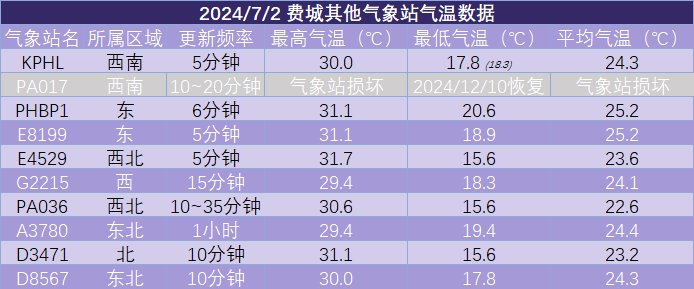 2024/7/2 费城其他气象站气温数据
气象站名 所属区域 更新频率 最高气温（℃） 最低气温（℃） 平均气温（℃）
KPHL 西南 5分钟 30.0 17.8 (18.3) 24.3
PA017 西南 10~20分钟 气象站损坏 2024/12/10恢复 气象站损坏
PHBP1 东 6分钟 31.1 20.6 25.2
E8199 东 5分钟 31.1 18.9 25.2
E4529 西北 5分钟 31.7 15.6 23.6
G2215 西 15分钟 29.4 18.3 24.1
PA036 西北 10~35分钟 30.6 15.6 22.6
A3780 东北 1小时 29.4 19.4 24.4
D3471 北 10分钟 31.1 15.6 23.2
D8567 东北 10分钟 30.0 17.8 24.3